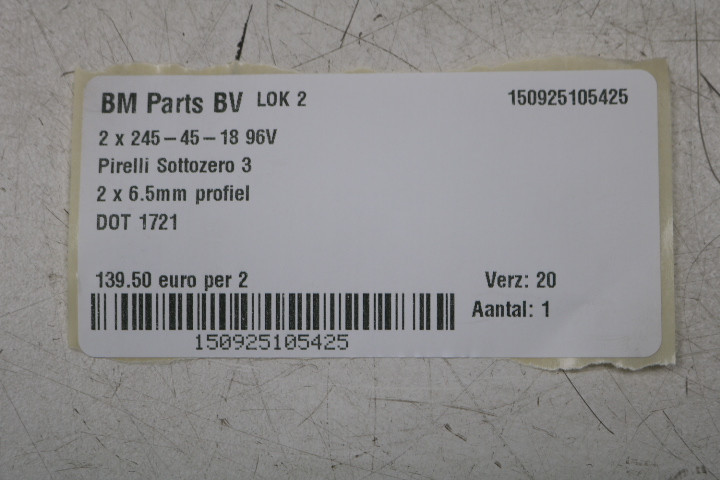 BM Parts BV LOK 2 150925105425
2 x 245-45-18 96V
Pirelli Sottozero 3
2 x 6.5mm profiel
DOT 1721
139.50 euro per 2 Verz: 20
Aantal: 1
150925105425